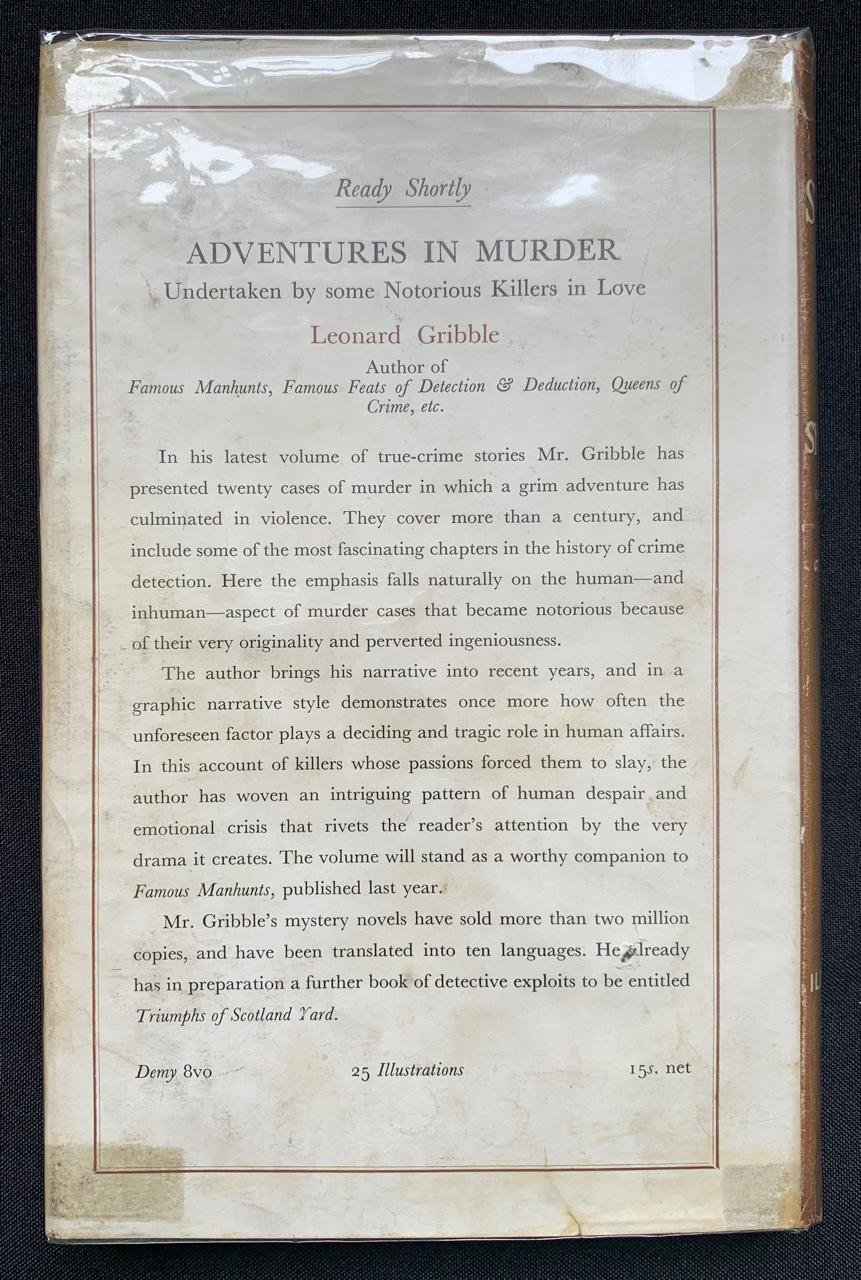 Ready Shortly
ADVENTURES IN MURDER
Undertaken by some Notorious Killers in Love
Leonard Gribble
Author of
Famous Manhunts, Famous Feats of Detection & Deduction, Queens of
Crime, etc.
In his latest volume of true-crime stories Mr. Gribble has
presented twenty cases of murder in which a grim adventure has
culminated in violence. They cover more than a century, and
include some of the most fascinating chapters in the history of crime
detection. Here the emphasis falls naturally on the human—and
inhuman—aspect of murder cases that became notorious because
of their very originality and perverted ingeniousness.
The author brings his narrative into recent years, and in a
graphic narrative style demonstrates once more how often the
unforeseen factor plays a deciding and tragic role in human affairs.
In this account of killers whose passions forced them to slay, the
author has woven an intriguing pattern of human despair and
emotional crisis that rivets the reader's attention by the very
drama it creates. The volume will stand as a worthy companion to
Famous Manhunts, published last year.
Mr. Gribble's mystery novels have sold more than two million
copies, and have been translated into ten languages. He already
has in preparation a further book of detective exploits to be entitled
Triumphs of Scotland Yard.
Demy 8vo 25 Illustrations 15s. net